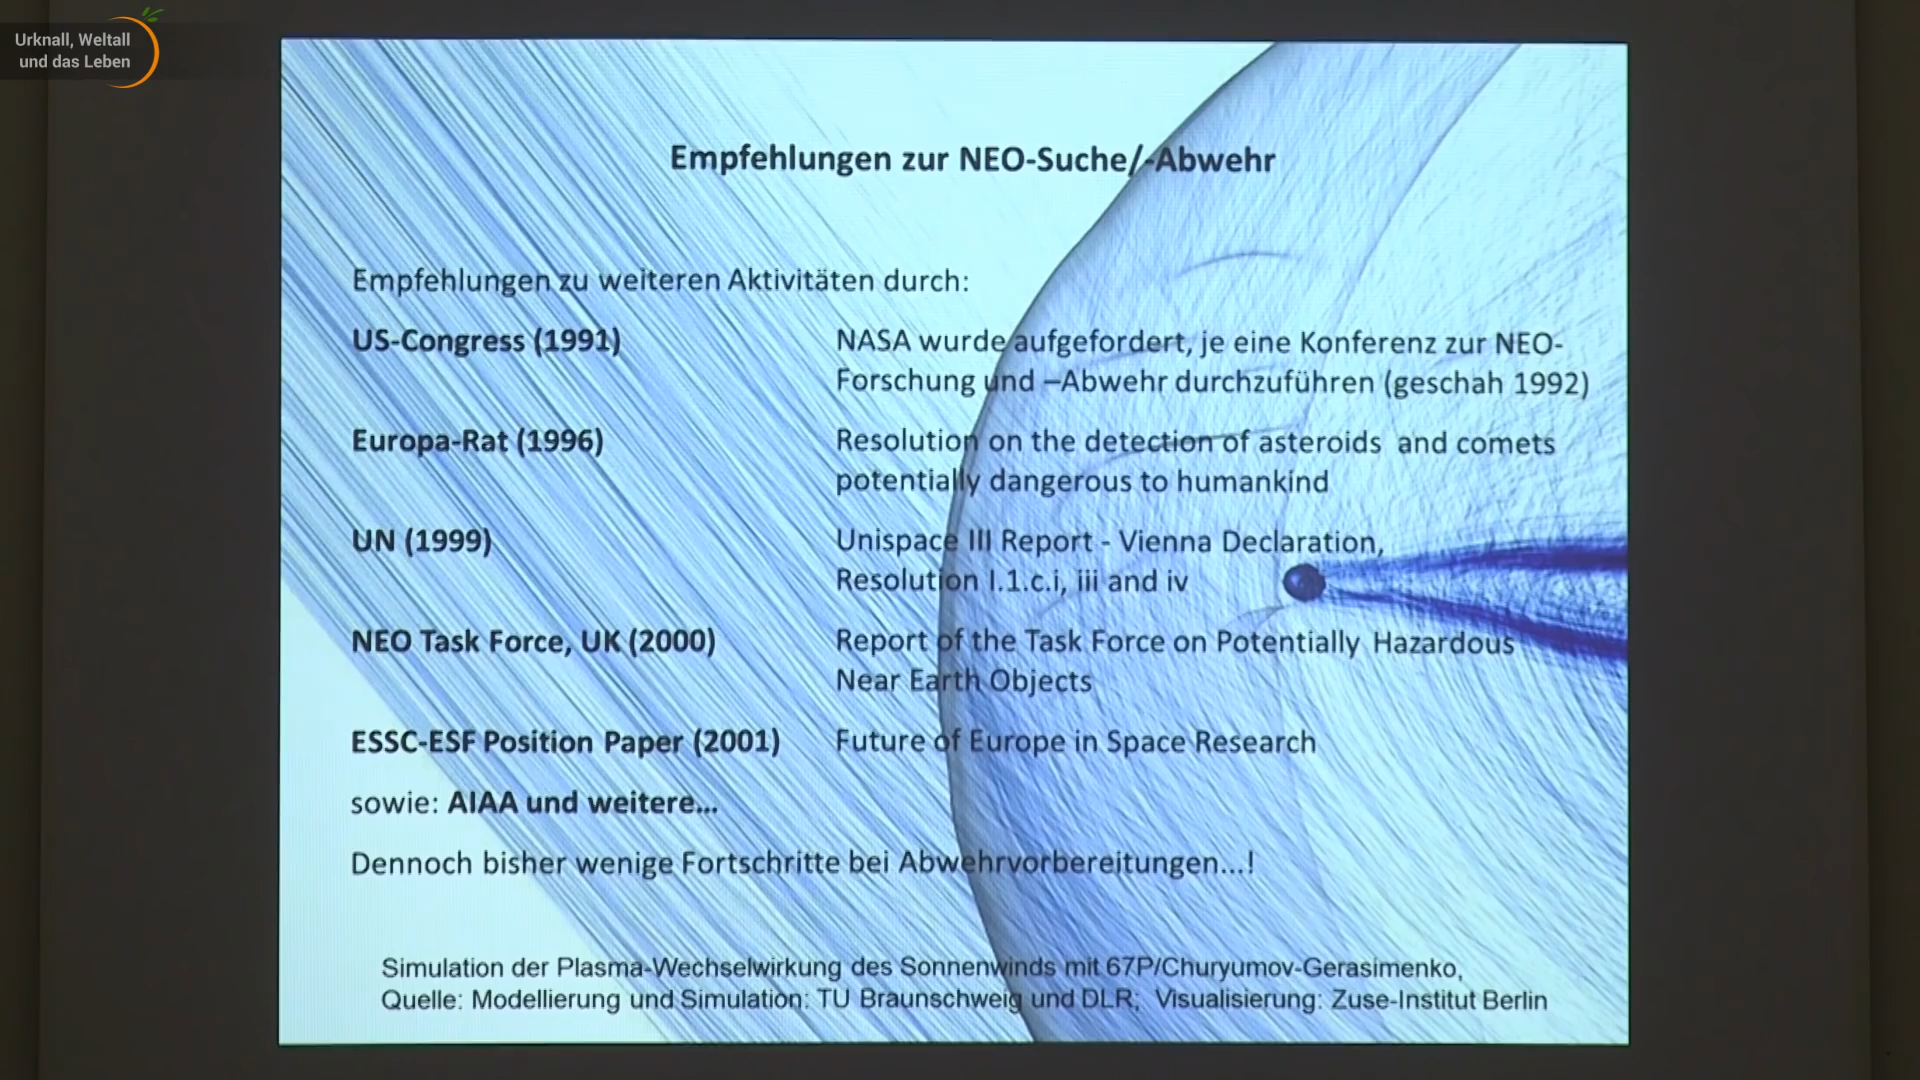 Urknall, Weltall
und das Leben
Empfehlungen zur NEO-Suche/-Abwehr
Empfehlungen zu weiteren Aktivitäten durch:
US-Congress (1991) NASA wurde aufgefordert, je eine Konferenz zur NEO-
Forschung und –Abwehr durchzuführen (geschah 1992)
Europa-Rat (1996) Resolution on the detection of asteroids and comets
potentially dangerous to humankind
UN (1999) Unispace III Report - Vienna Declaration,
Resolution I.1.c.i, iii and iv
NEO Task Force, UK (2000) Report of the Task Force on Potentially Hazardous
Near Earth Objects
ESSC-ESF Position Paper (2001) Future of Europe in Space Research
sowie: AIAA und weitere...
Dennoch bisher wenige Fortschritte bei Abwehrvorbereitungen...!
Simulation der Plasma-Wechselwirkung des Sonnenwinds mit 67P/Churyumov-Gerasimenko,
Quelle: Modellierung und Simulation: TU Braunschweig und DLR; Visualisierung: Zuse-Institut Berlin